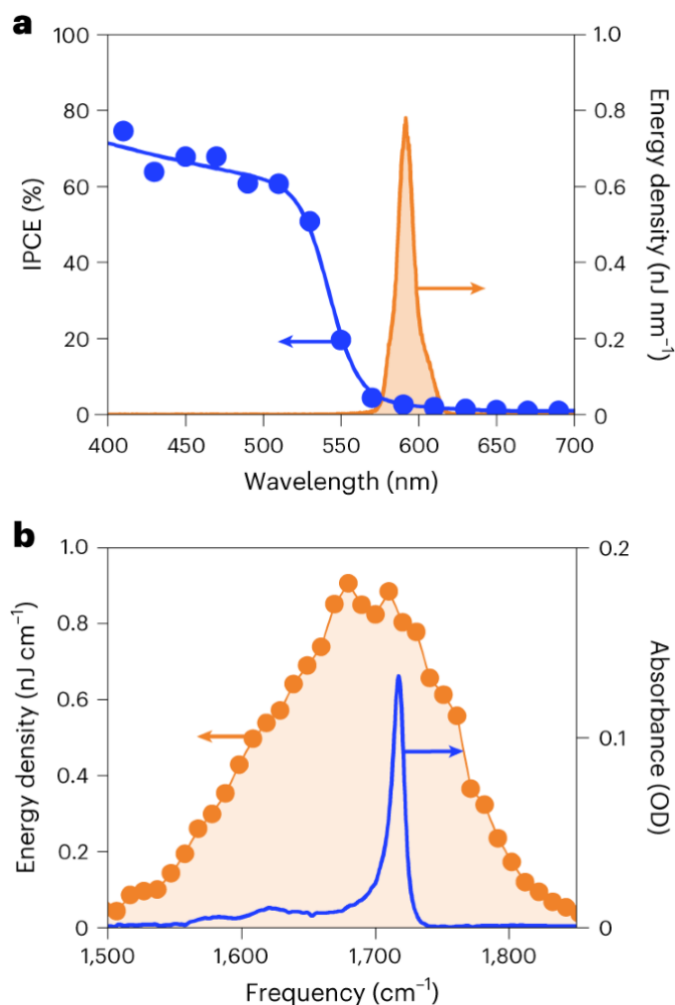 a
100
80
60
40
20
0
IPCE (%)
1.0
0.8
0.6
0.4
0.2
0
Energy density (nJ nm⁻¹)
400 450 500 550 600 650 700
Wavelength (nm)
b
1.0
0.8
0.6
0.4
0.2
0
Energy density (nJ cm⁻¹)
0.2
0.1
0
Absorbance (OD)
1,500 1,600 1,700 1,800
Frequency (cm⁻¹)